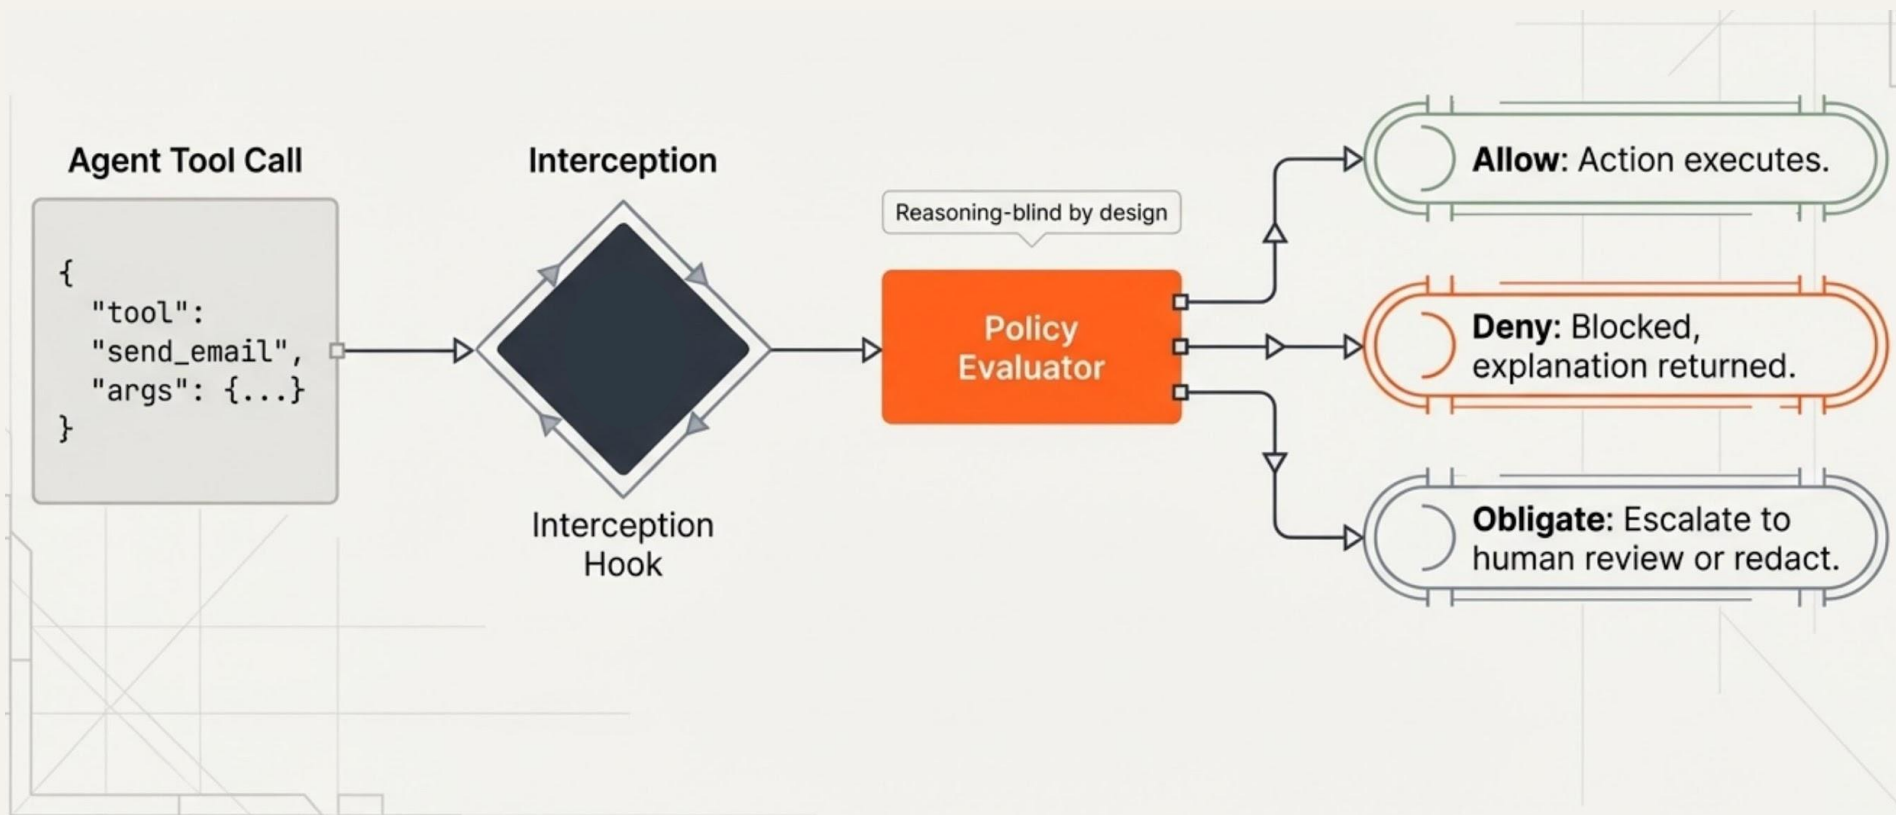 Agent Tool Call
{
"tool":
"send_email",
"args": {...}
}
Interception
Interception
Hook
Reasoning-blind by design
Policy
Evaluator
Allow: Action executes.
Deny: Blocked,
explanation returned.
Obligate: Escalate to
human review or redact.